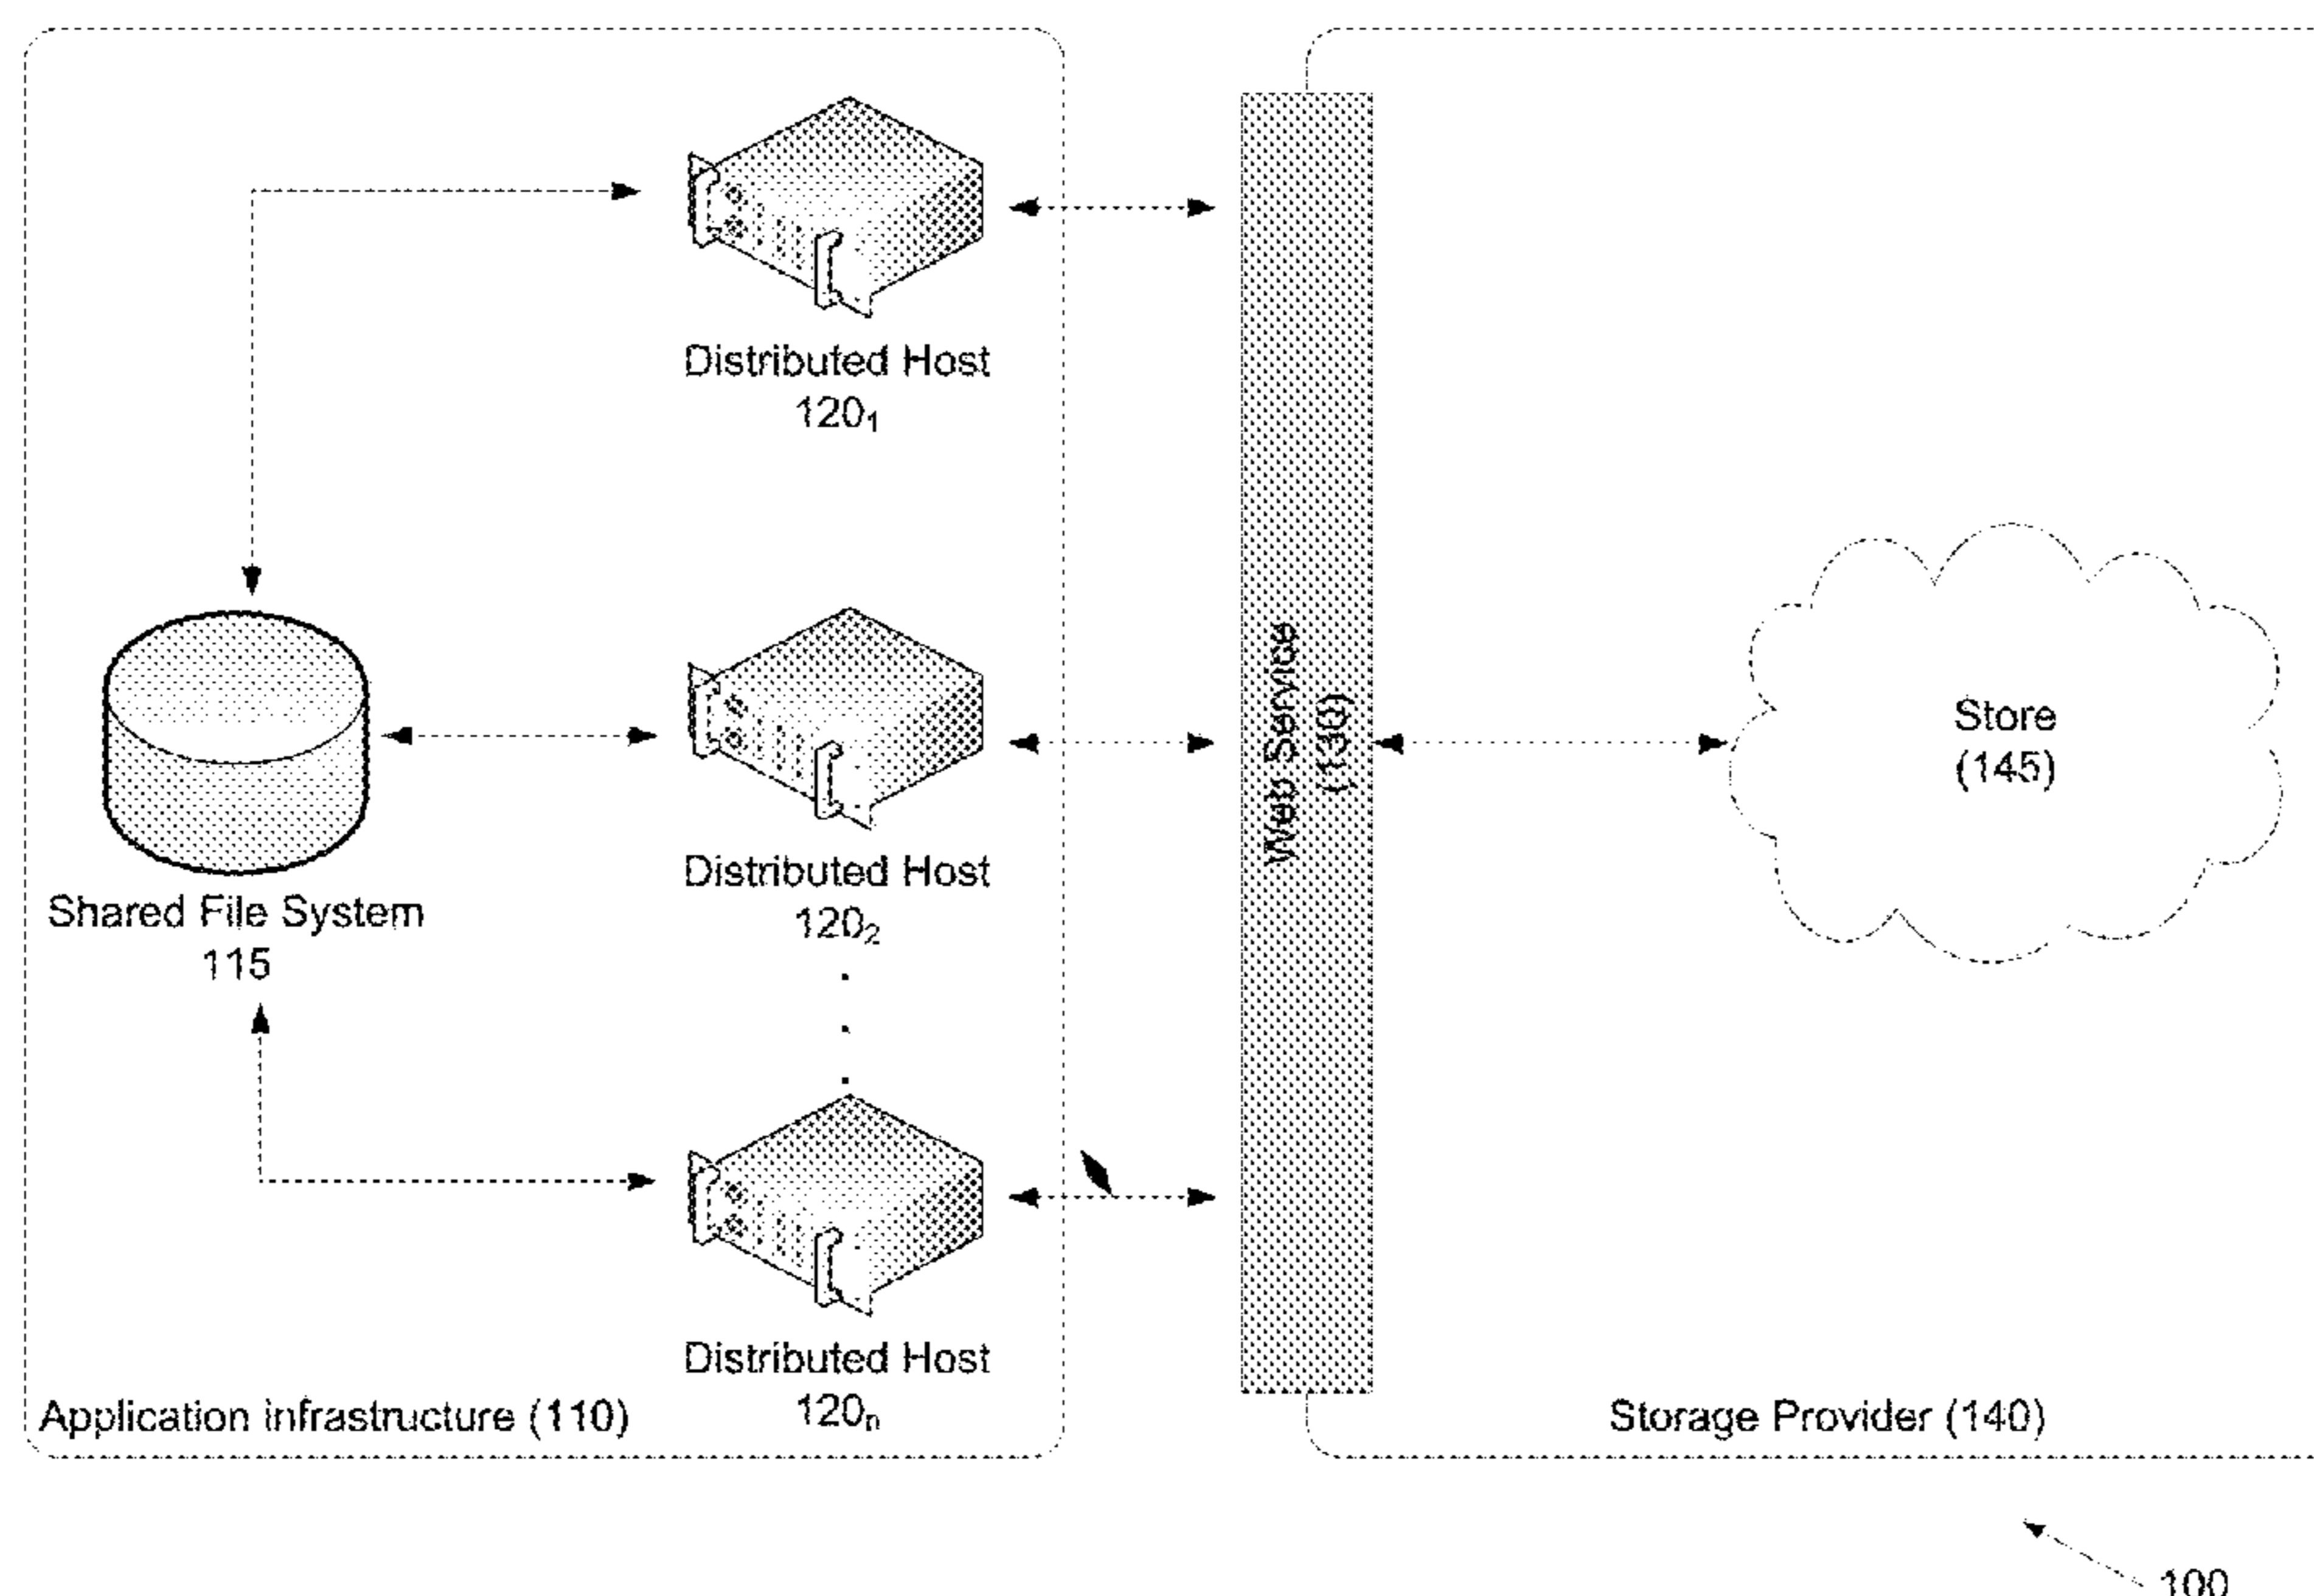 Distributed Host
120₁
Shared File System
115
Distributed Host
120₂
Distributed Host
120ₙ
Application infrastructure (110)
Web Service
(130)
Store
(145)
Storage Provider (140)
100